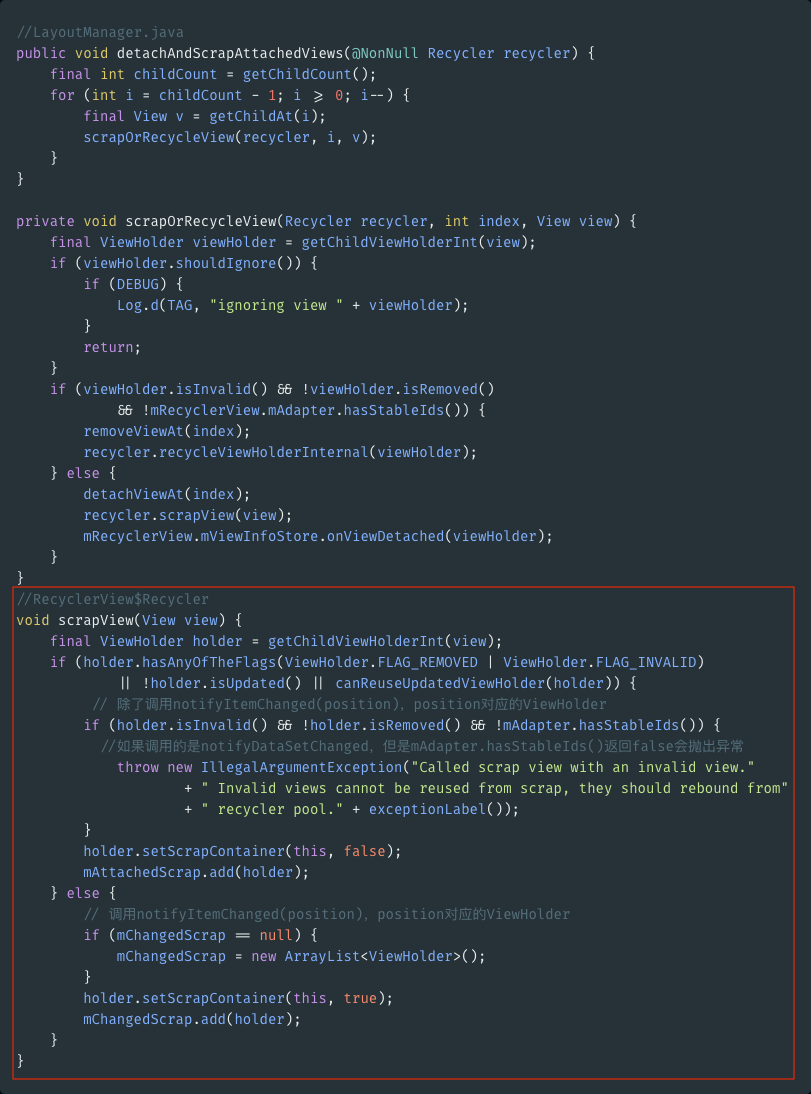 //LayoutManager.java
public void detachAndScrapAttachedViews(@NonNull Recycler recycler) {
    final int childCount = getChildCount();
    for (int i = childCount - 1; i >= 0; i--) {
        final View v = getChildAt(i);
        scrapOrRecycleView(recycler, i, v);
    }
}

private void scrapOrRecycleView(Recycler recycler, int index, View view) {
    final ViewHolder viewHolder = getChildViewHolderInt(view);
    if (viewHolder.shouldIgnore()) {
        if (DEBUG) {
            Log.d(TAG, "ignoring view " + viewHolder);
        }
        return;
    }
    if (viewHolder.isInvalid() && !viewHolder.isRemoved()
            && !mRecyclerView.mAdapter.hasStableIds()) {
        removeViewAt(index);
        recycler.recycleViewHolderInternal(viewHolder);
    } else {
        detachViewAt(index);
        recycler.scrapView(view);
        mRecyclerView.mViewInfoStore.onViewDetached(viewHolder);
    }
}
//RecyclerView$Recycler
void scrapView(View view) {
    final ViewHolder holder = getChildViewHolderInt(view);
    if (holder.hasAnyOfTheFlags(ViewHolder.FLAG_REMOVED | ViewHolder.FLAG_INVALID)
            || !holder.isUpdated() || canReuseUpdatedViewHolder(holder)) {
         // 除了调用notifyItemChanged(position), position对应的ViewHolder
        if (holder.isInvalid() && !holder.isRemoved() && !mAdapter.hasStableIds()) {
          //如果调用的是notifyDataSetChanged, 但是mAdapter.hasStableIds()返回false会抛出异常
            throw new IllegalArgumentException("Called scrap view with an invalid view."
                    + " Invalid views cannot be reused from scrap, they should rebound from"
                    + " recycler pool." + exceptionLabel());
        }
        holder.setScrapContainer(this, false);
        mAttachedScrap.add(holder);
    } else {
        // 调用notifyItemChanged(position), position对应的ViewHolder
        if (mChangedScrap == null) {
            mChangedScrap = new ArrayList<ViewHolder>();
        }
        holder.setScrapContainer(this, true);
        mChangedScrap.add(holder);
    }
}